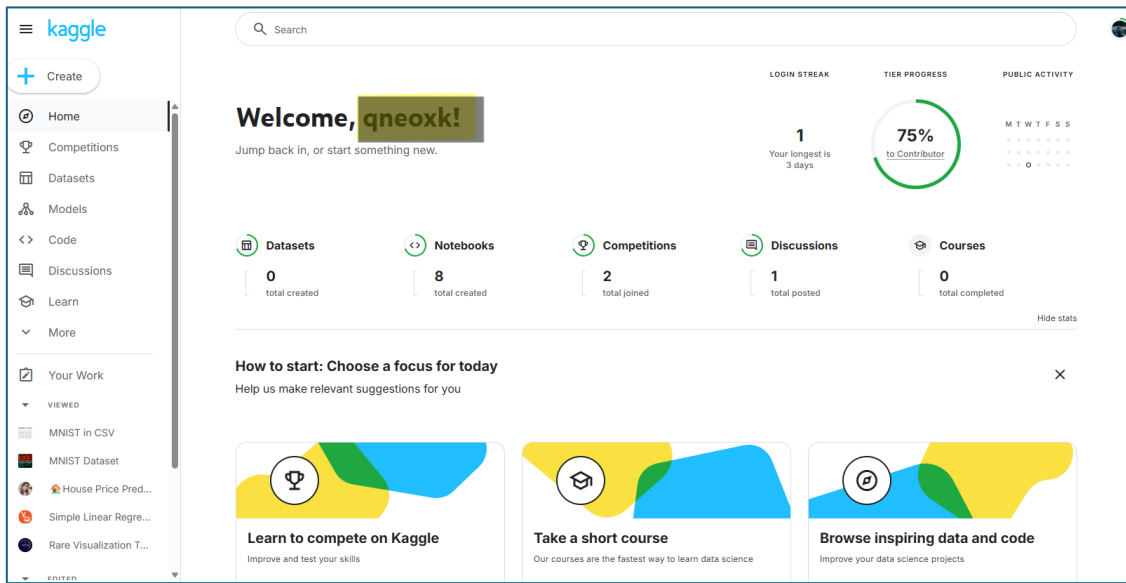 kaggle
Search
Create
Home
Competitions
Datasets
Models
Code
Discussions
Learn
More
Your Work
VIEWED
MNIST in CSV
MNIST Dataset
🏠House Price Pred...
Simple Linear Regre...
Rare Visualization T...
EDITED
Welcome, qneoxk!
Jump back in, or start something new.
LOGIN STREAK
1
Your longest is
3 days
TIER PROGRESS
75%
to Contributor
PUBLIC ACTIVITY
M T W T F S S
Datasets
0
total created
Notebooks
8
total created
Competitions
2
total joined
Discussions
1
total posted
Courses
0
total completed
Hide stats
How to start: Choose a focus for today
Help us make relevant suggestions for you
Learn to compete on Kaggle
Improve and test your skills
Take a short course
Our courses are the fastest way to learn data science
Browse inspiring data and code
Improve your data science projects